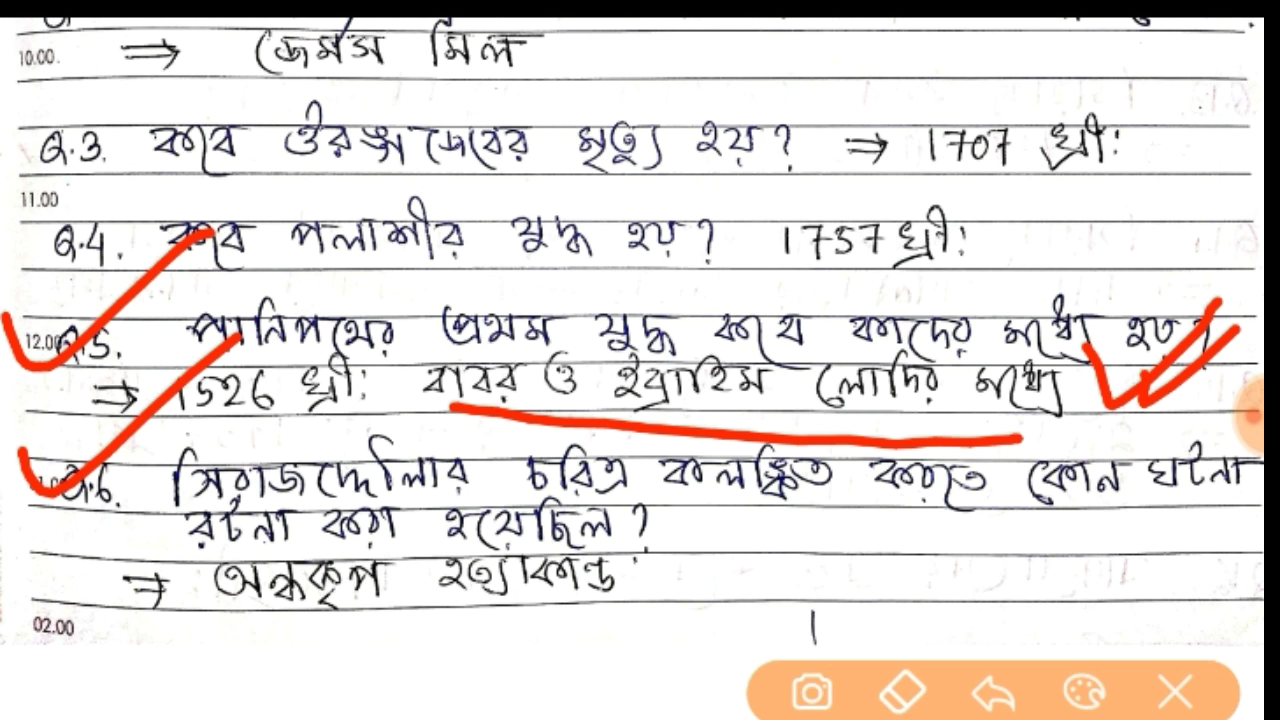 10.00. ⇒ জেমস মিল
Q.3. কবে ঔরঙ্গজেবের মৃত্যু হয়? ⇒ 1707 খ্রী:
11.00
Q.4. কবে পলাশীর যুদ্ধ হয়? 1757 খ্রী:
12.00 Q.5. পানিপথের প্রথম যুদ্ধ কবে কাদের মধ্যে হয়?
⇒ 1526 খ্রী: বাবর ও ইব্রাহিম লোদির মধ্যে
Q.6. সিরাজদ্দৌলার চরিত্র কলঙ্কিত করতে কোন ঘটনা
রটনা করা হয়েছিল?
⇒ অন্ধকূপ হত্যাকান্ড
02.00